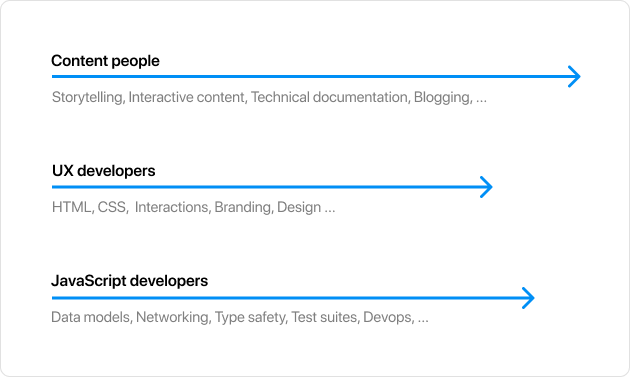 Content people
Storytelling, Interactive content, Technical documentation, Blogging, ...
UX developers
HTML, CSS,  Interactions, Branding, Design ...
JavaScript developers
Data models, Networking, Type safety, Test suites, Devops, ...